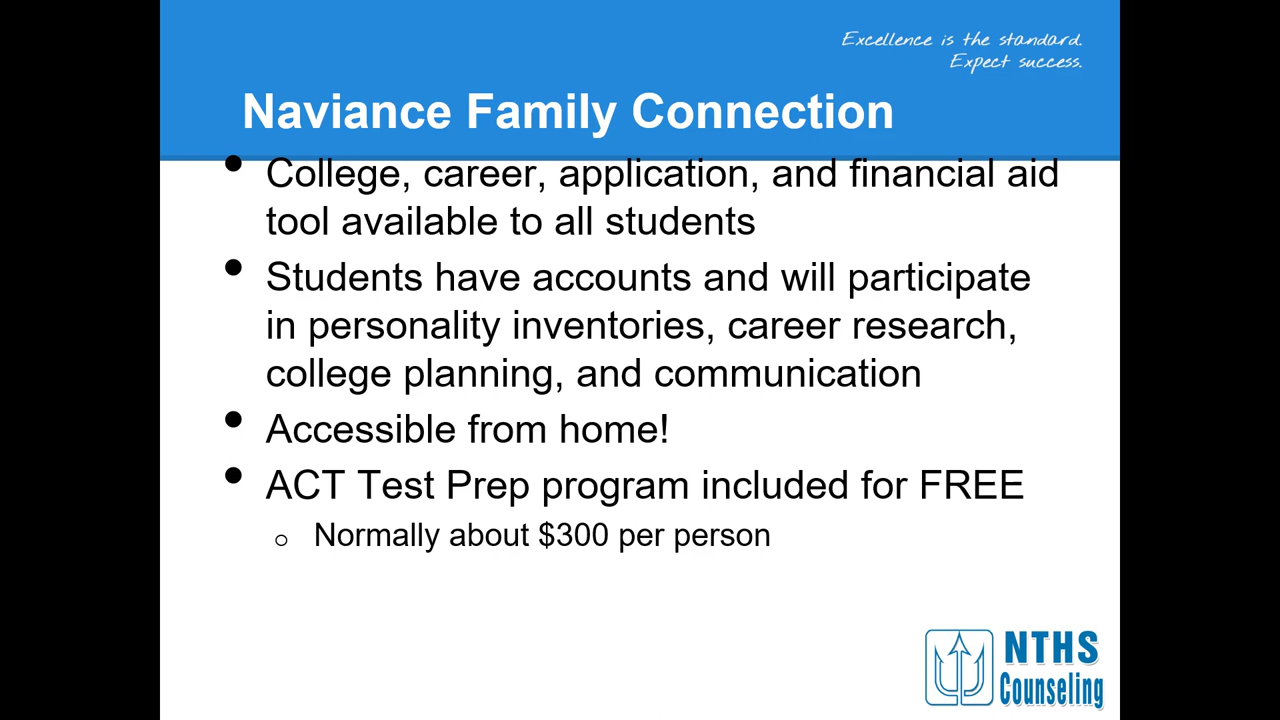 Excellence is the standard.
Expect success.
Naviance Family Connection
• College, career, application, and financial aid
tool available to all students
• Students have accounts and will participate
in personality inventories, career research,
college planning, and communication
• Accessible from home!
• ACT Test Prep program included for FREE
o Normally about $300 per person
NTHS
Counseling